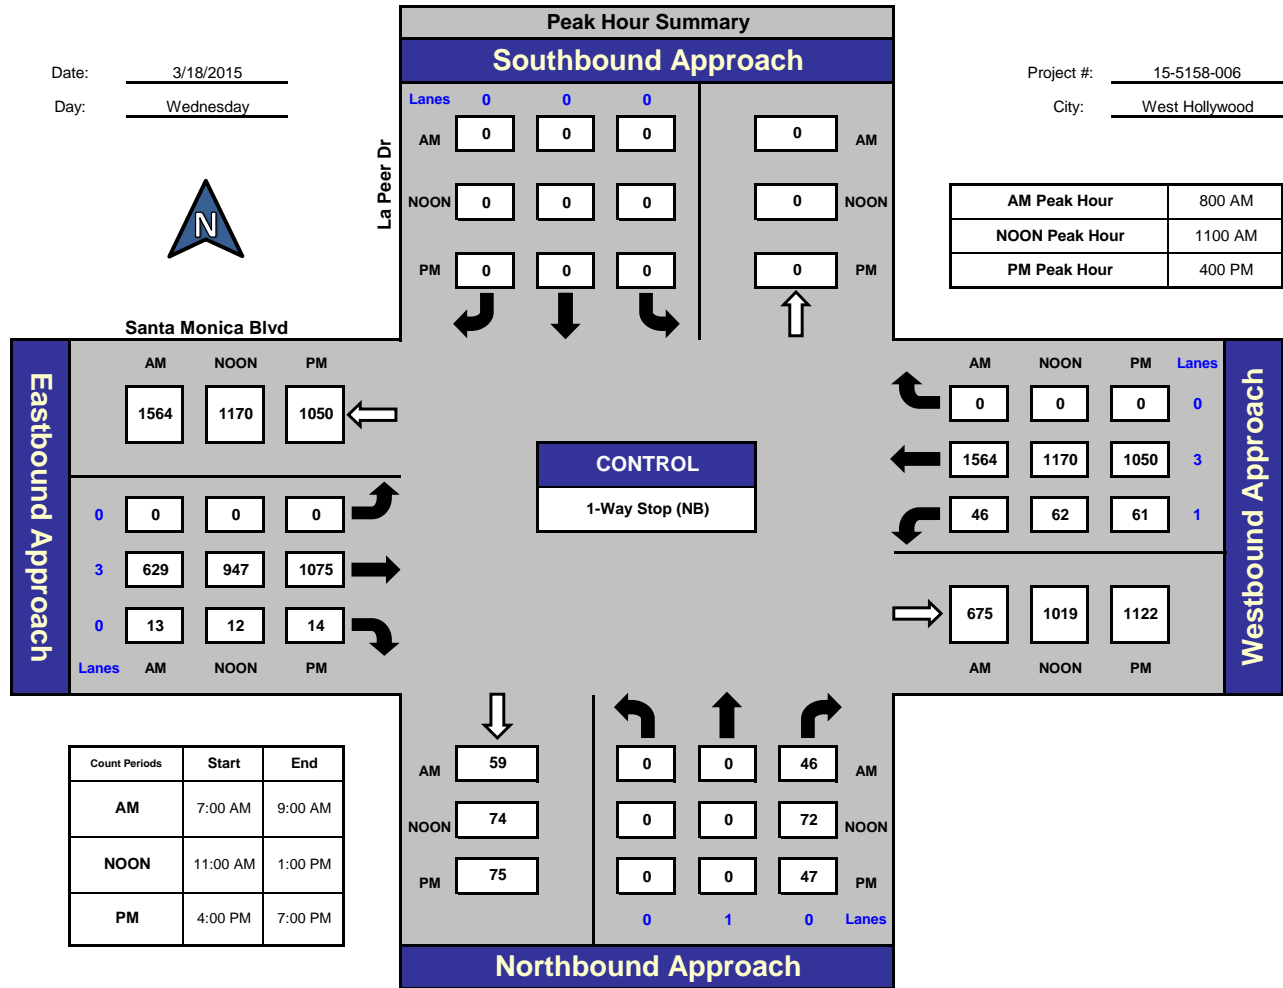 Peak Hour Summary
Southbound Approach
Date: 3/18/2015
Day: Wednesday
Project #: 15-5158-006
City: West Hollywood
La Peer Dr
Lanes 0 0 0
AM 0 0 0 0 AM
NOON 0 0 0 0 NOON
PM 0 0 0 0 PM
N
AM Peak Hour 800 AM
NOON Peak Hour 1100 AM
PM Peak Hour 400 PM
Santa Monica Blvd
Eastbound Approach
AM NOON PM
1564 1170 1050
0 0 0 0
3 629 947 1075
0 13 12 14
Lanes AM NOON PM
CONTROL
1-Way Stop (NB)
AM NOON PM Lanes
0 0 0 0
1564 1170 1050 3
46 62 61 1
675 1019 1122
AM NOON PM
Westbound Approach
Count Periods Start End
AM 7:00 AM 9:00 AM
NOON 11:00 AM 1:00 PM
PM 4:00 PM 7:00 PM
AM 59 0 0 46 AM
NOON 74 0 0 72 NOON
PM 75 0 0 47 PM
0 1 0 Lanes
Northbound Approach